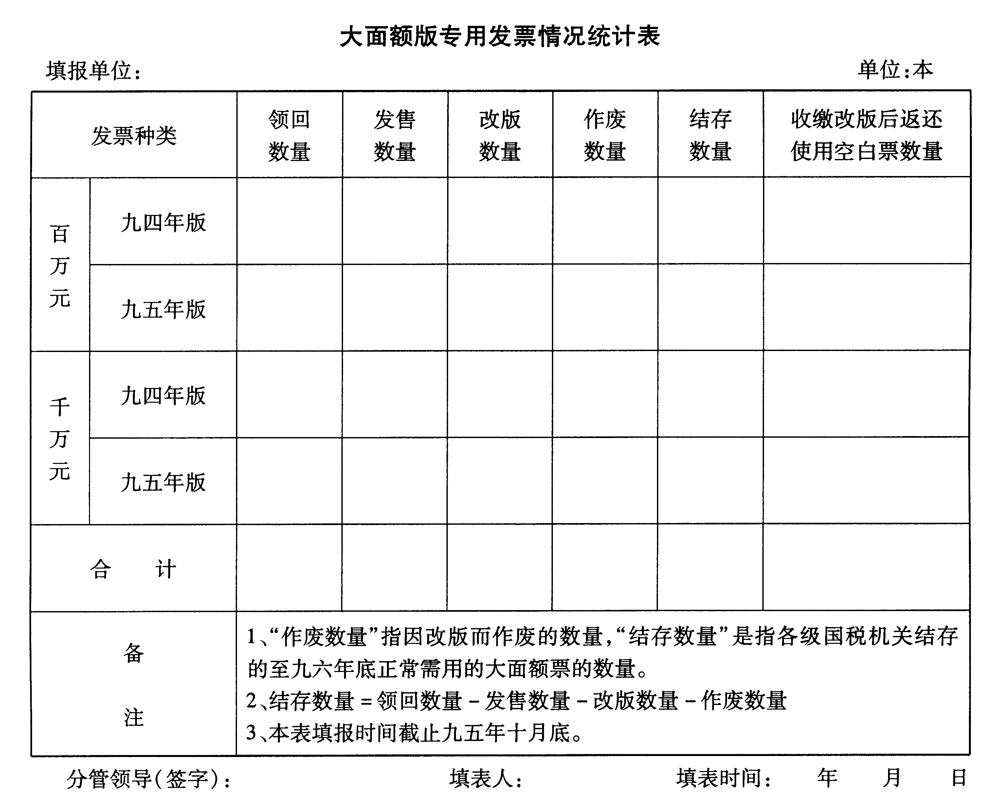 大面额版专用发票情况统计表
填报单位： 单位：本
发票种类
领回
数量
发售
数量
改版
数量
作废
数量
结存
数量
收缴改版后返还
使用空白票数量
百
万
元
九四年版
九五年版
千
万
元
九四年版
九五年版
合 计
备
注
1、“作废数量”指因改版而作废的数量，“结存数量”是指各级国税机关结存
的至九六年底正常需用的大面额票的数量。
2、结存数量=领回数量-发售数量-改版数量-作废数量
3、本表填报时间截止九五年十月底。
分管领导（签字）： 填表人： 填表时间： 年 月 日